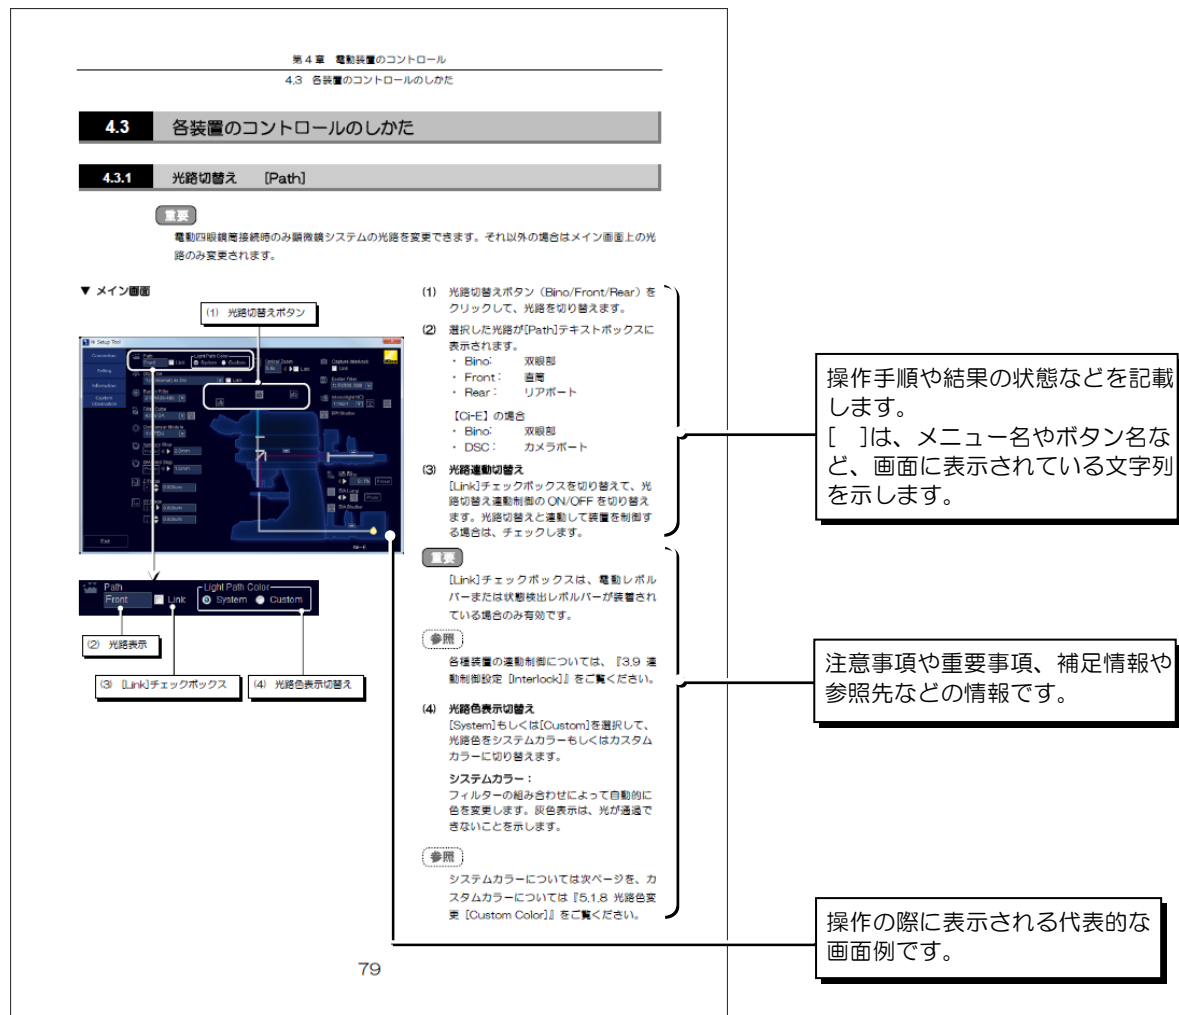 第4章 電動装置のコントロール
4.3 各装置のコントロールのしかた
4.3 各装置のコントロールのしかた
4.3.1 光路切替え [Path]
重要
電動四眼鏡筒接続時のみ顕微鏡システムの光路を変更できます。それ以外の場合はメイン画面上の光
路のみ変更されます。
▼ メイン画面
(1) 光路切替えボタン
Ni Setup Tool
Path
Front
Link
Light Path Color
System
Custom
Optical Zoom
Link
Capture Interlock
Link
Setting
Information
Filter Cube
2.0mm
0.000um
0.000um
Exit
Ni-E
Path
Front
Link
Light Path Color
System
Custom
(2) 光路表示
(3) [Link]チェックボックス
(4) 光路色表示切替え
(1) 光路切替えボタン（Bino/Front/Rear）を
クリックして、光路を切り替えます。
(2) 選択した光路が[Path]テキストボックスに
表示されます。
・ Bino: 双眼部
・ Front: 直筒
・ Rear: リアポート
【Ci-E】の場合
・ Bino: 双眼部
・ DSC: カメラポート
(3) 光路連動切替え
[Link]チェックボックスを切り替えて、光
路切替え連動制御の ON/OFF を切り替え
ます。光路切替えと連動して装置を制御す
る場合は、チェックします。
重要
[Link]チェックボックスは、電動レボル
バーまたは状態検出レボルバーが装着され
ている場合のみ有効です。
参照
各種装置の連動制御については、『3.9 連
動制御設定 [Interlock]』をご覧ください。
(4) 光路色表示切替え
[System]もしくは[Custom]を選択して、
光路色をシステムカラーもしくはカスタム
カラーに切り替えます。
システムカラー：
フィルターの組み合わせによって自動的に
色を変更します。灰色表示は、光が通過で
きないことを示します。
参照
システムカラーについては次ページを、カ
スタムカラーについては『5.1.8 光路色変
更 [Custom Color]』をご覧ください。
79
操作手順や結果の状態などを記載
します。
[ ]は、メニュー名やボタン名な
ど、画面に表示されている文字列
を示します。
注意事項や重要事項、補足情報や
参照先などの情報です。
操作の際に表示される代表的な
画面例です。